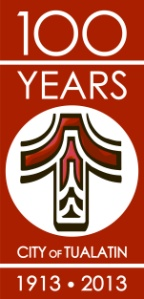 100
YEARS
CITY OF TUALATIN
1913 • 2013